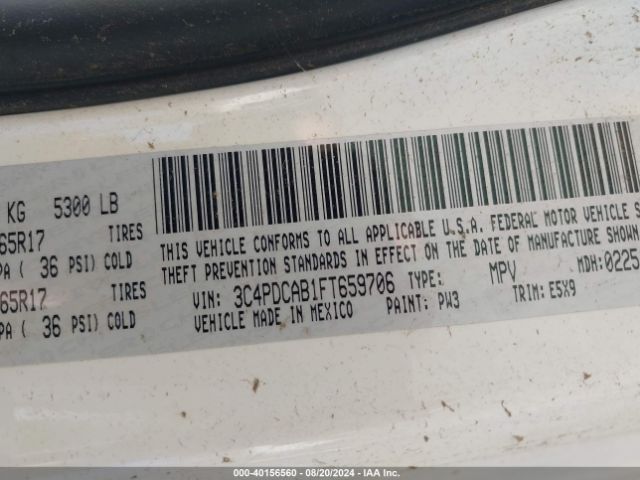 KG 5300 LB
65R17 TIRES
PA ( 36 PSI) COLD
65R17 TIRES
PA ( 36 PSI) COLD
THIS VEHICLE CONFORMS TO ALL APPLICABLE U.S.A. FEDERAL MOTOR VEHICLE S
THEFT PREVENTION STANDARDS IN EFFECT ON THE DATE OF MANUFACTURE SHOWN
VIN: 3C4PDCAB1FT659706 TYPE: MPV MDH:0225
VEHICLE MADE IN MEXICO PAINT: PW3 TRIM: E5X9
000-40156560 - 08/20/2024 - IAA Inc.